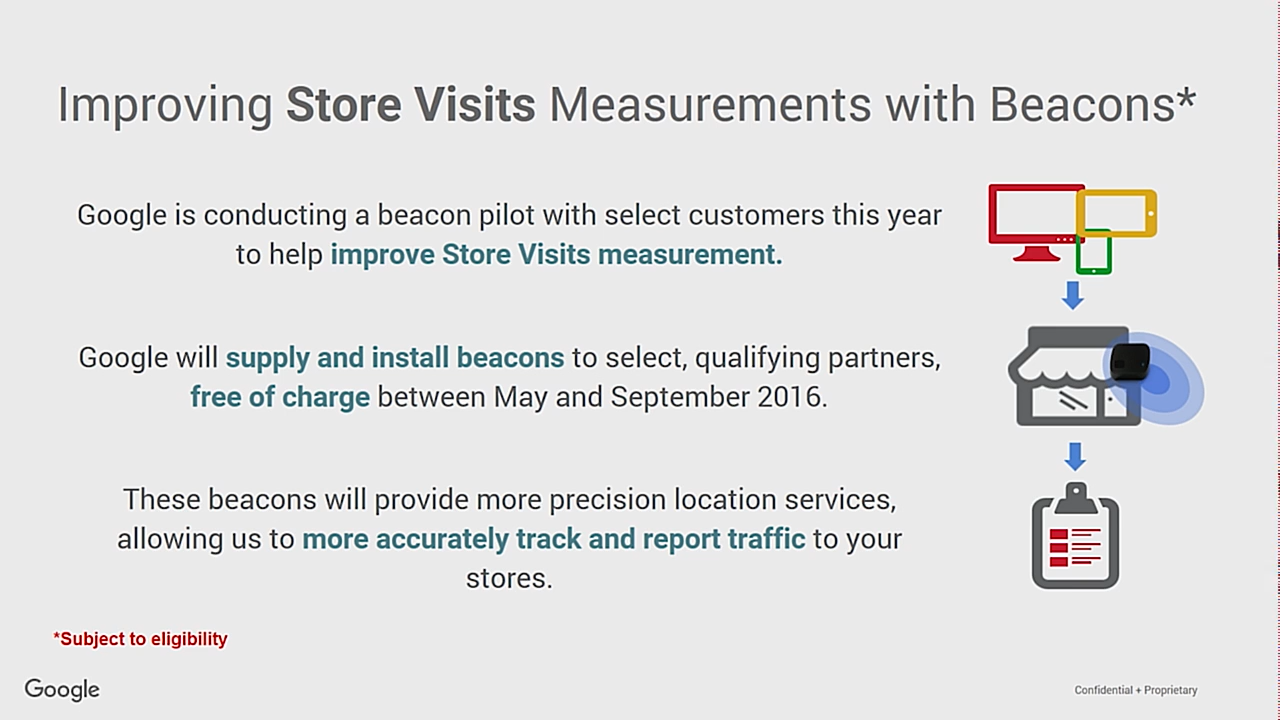 Improving Store Visits Measurements with Beacons*
Google is conducting a beacon pilot with select customers this year
to help improve Store Visits measurement.
Google will supply and install beacons to select, qualifying partners,
free of charge between May and September 2016.
These beacons will provide more precision location services,
allowing us to more accurately track and report traffic to your
stores.
*Subject to eligibility
Google
Confidential + Proprietary